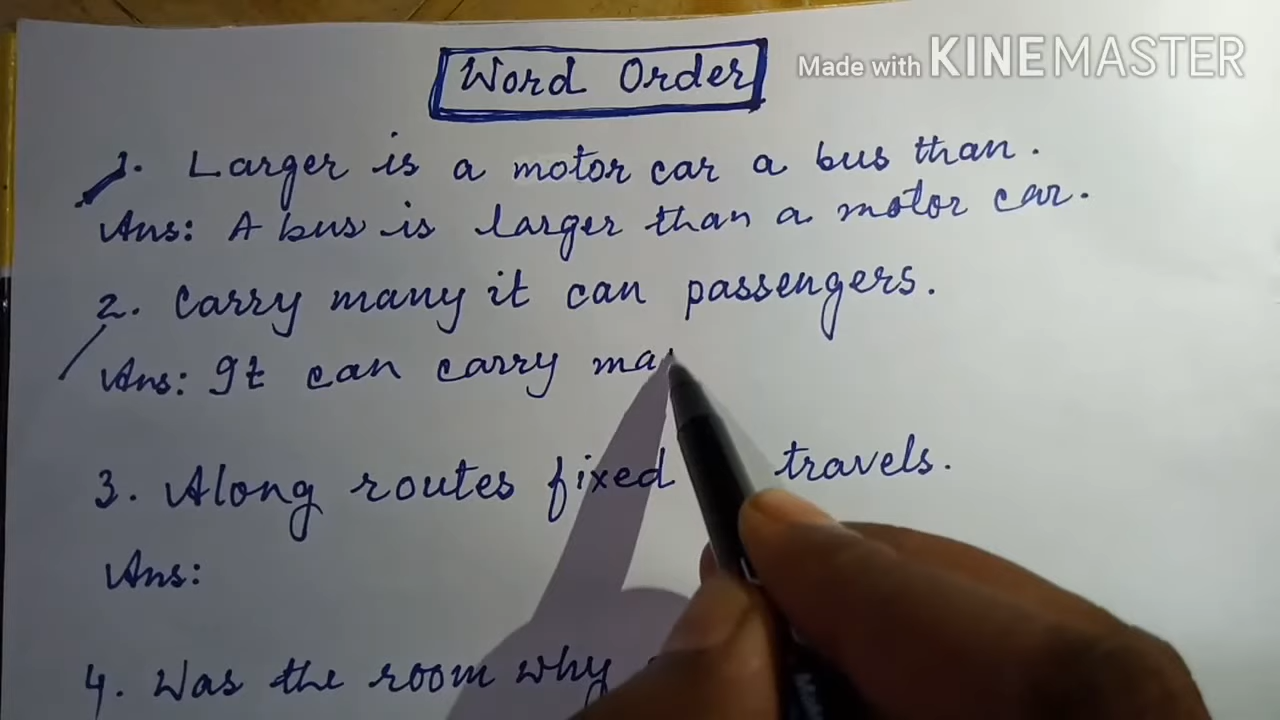 Made with KINEMASTER
Word Order
1. Larger is a motor car a bus than.
Ans: A bus is larger than a motor car.
2. Carry many it can passengers.
Ans: It can carry ma
3. Along routes fixed travels.
Ans:
4. Was the room why